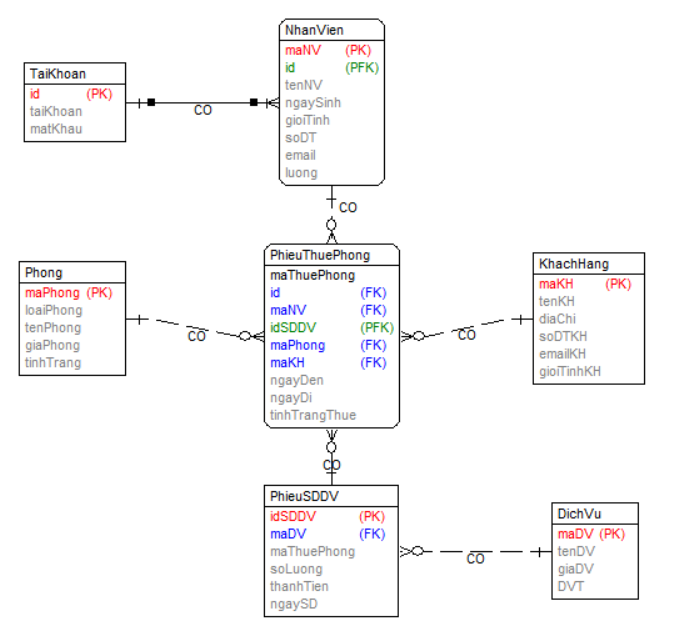 NhanVien
maNV (PK)
id (PFK)
tenNV
ngaySinh
gioiTinh
soDT
email
luong
TaiKhoan
id (PK)
taiKhoan
matKhau
CO
CO
PhieuThuePhong
maThuePhong
id (FK)
maNV (FK)
idSDDV (PFK)
maPhong (FK)
maKH (FK)
ngayDen
ngayDi
tinhTrangThue
Phong
maPhong (PK)
loaiPhong
tenPhong
giaPhong
tinhTrang
CO
KhachHang
maKH (PK)
tenKH
diaChi
soDTKH
emailKH
gioiTinhKH
CO
CO
PhieuSDDV
idSDDV (PK)
maDV (FK)
maThuePhong
soLuong
thanhTien
ngaySD
CO
DichVu
maDV (PK)
tenDV
giaDV
DVT